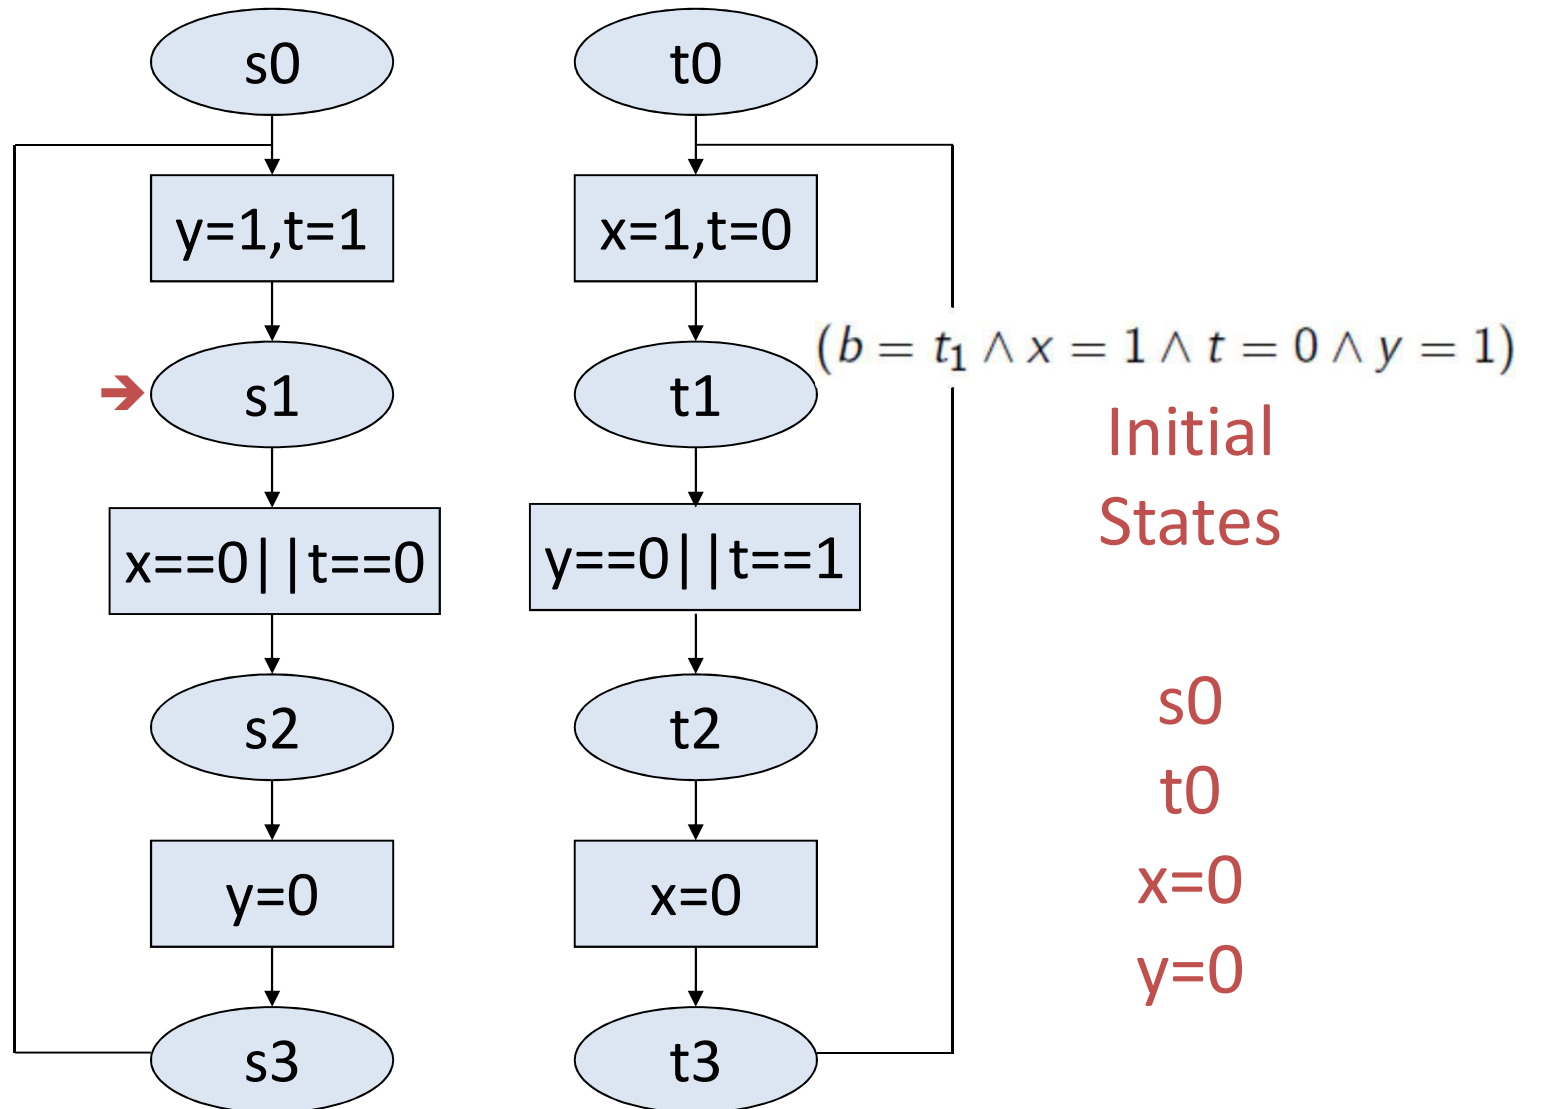 s0
y=1,t=1
s1
x==0||t==0
s2
y=0
s3
t0
x=1,t=0
t1
y==0||t==1
t2
x=0
t3
(b = t₁ ∧ x = 1 ∧ t = 0 ∧ y = 1)
Initial
States
s0
t0
x=0
y=0